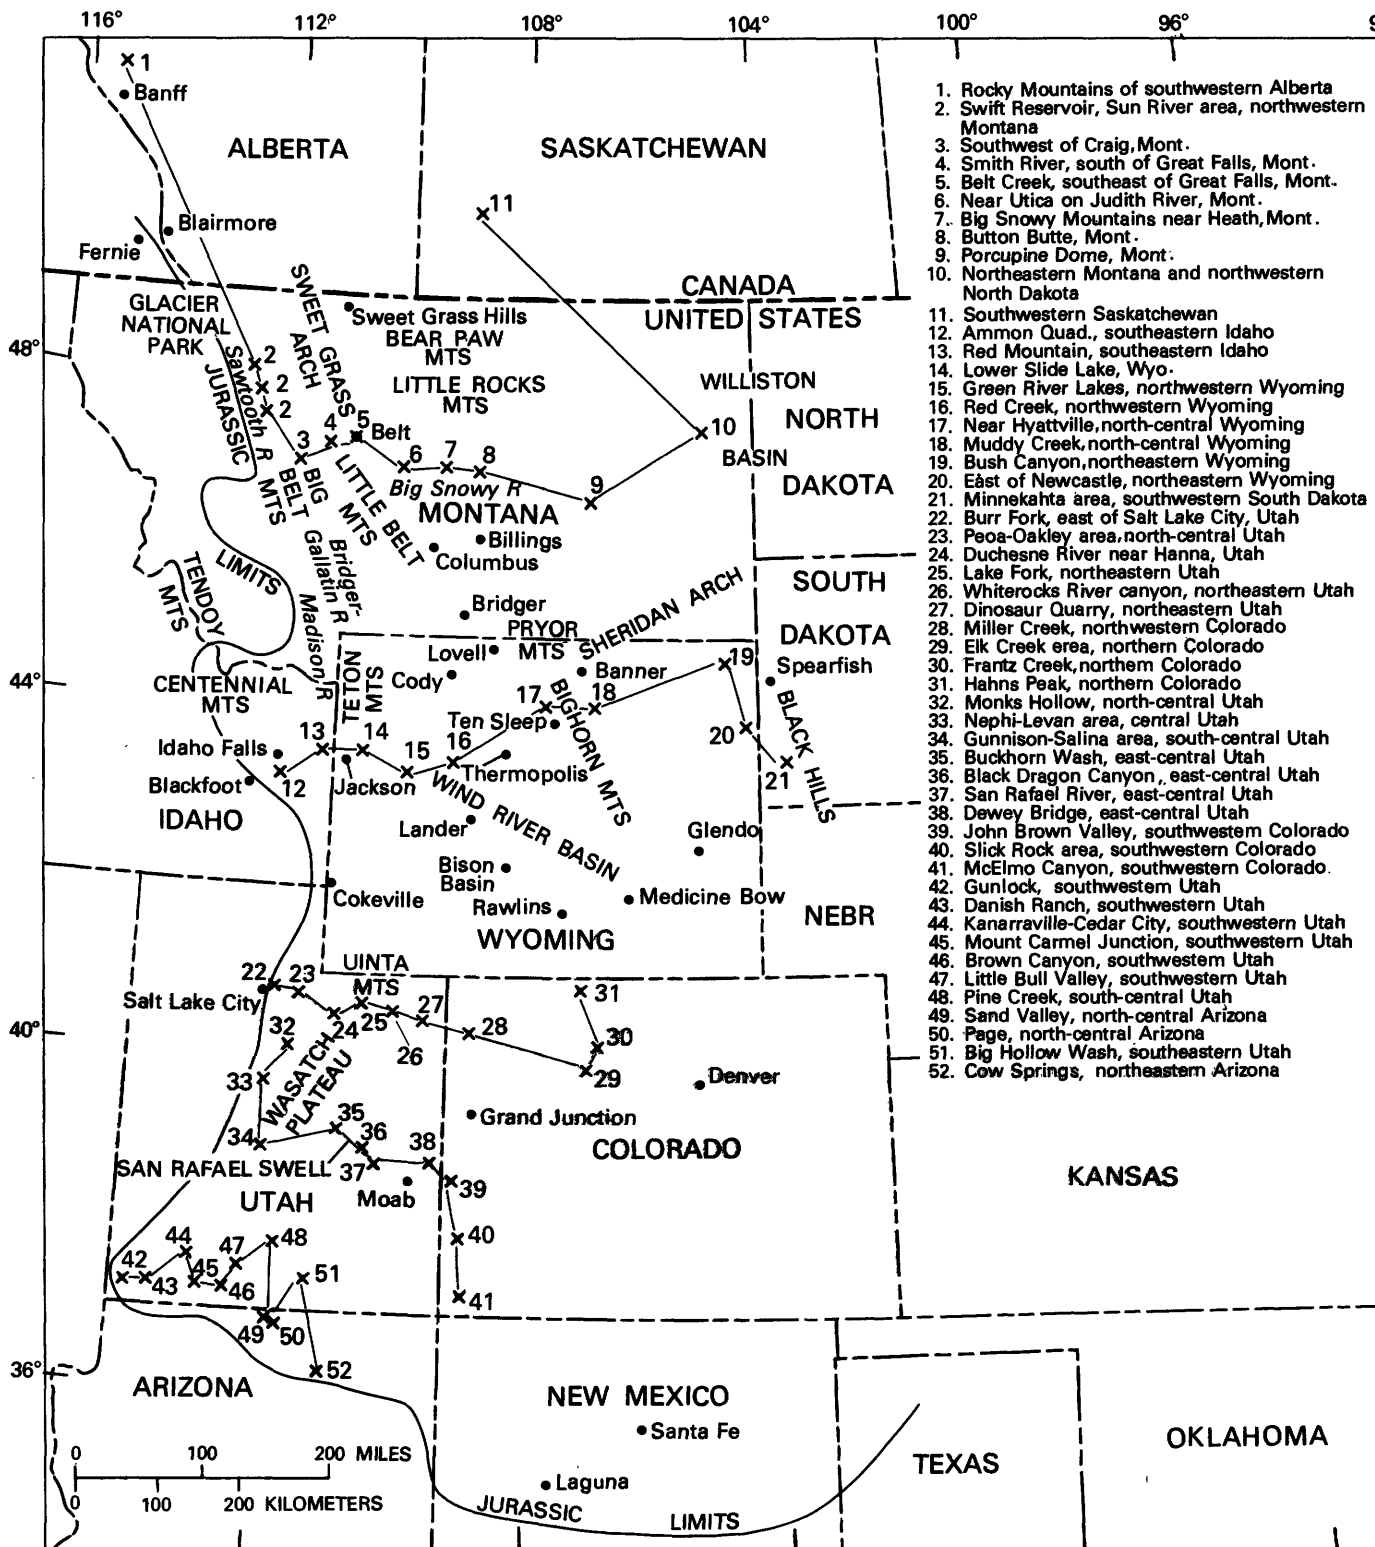 116° 112° 108° 104° 100° 96° 9
1
Banff
ALBERTA
SASKATCHEWAN
11
Blairmore
Fernie
CANADA
UNITED STATES
GLACIER
NATIONAL
PARK
SWEET GRASS
ARCH
Sweet Grass Hills
BEAR PAW
MTS
LITTLE ROCKS
MTS
48°
2
2
2
Sawtooth R
JURASSIC
LIMITS
WILLISTON
BASIN
NORTH
DAKOTA
3
4
5
Belt
6
7
8
9
10
BIG
BELT
MTS
LITTLE BELT
MTS
Big Snowy R
MONTANA
Billings
Columbus
Bridger-
Gallatin R
Madison R
TENDOY
MTS
Bridger
PRYOR
MTS
SHERIDAN ARCH
SOUTH
DAKOTA
Lovell
Banner
Spearfish
44°
CENTENNIAL
MTS
TETON
MTS
Cody
19
17
18
Ten Sleep
BIGHORN MTS
BLACK HILLS
Idaho Falls
13
14
15
16
20
21
Blackfoot
12
Jackson
Thermopolis
IDAHO
WIND RIVER BASIN
Lander
Glendo
Bison
Basin
Cokeville
Medicine Bow
Rawlins
NEBR
WYOMING
UINTA
MTS
22
23
Salt Lake City
24
25
26
27
28
31
40°
32
30
29
WASATCH
PLATEAU
33
Denver
Grand Junction
34
35
36
COLORADO
SAN RAFAEL SWELL
37
38
39
KANSAS
UTAH
Moab
40
41
42
43
44
45
46
47
48
51
49
50
52
36°
ARIZONA
NEW MEXICO
Santa Fe
OKLAHOMA
TEXAS
Laguna
JURASSIC
LIMITS
0 100 200 MILES
0 100 200 KILOMETERS
1. Rocky Mountains of southwestern Alberta
2. Swift Reservoir, Sun River area, northwestern
Montana
3. Southwest of Craig, Mont.
4. Smith River, south of Great Falls, Mont.
5. Belt Creek, southeast of Great Falls, Mont.
6. Near Utica on Judith River, Mont.
7. Big Snowy Mountains near Heath, Mont.
8. Button Butte, Mont.
9. Porcupine Dome, Mont.
10. Northeastern Montana and northwestern
North Dakota
11. Southwestern Saskatchewan
12. Ammon Quad., southeastern Idaho
13. Red Mountain, southeastern Idaho
14. Lower Slide Lake, Wyo.
15. Green River Lakes, northwestern Wyoming
16. Red Creek, northwestern Wyoming
17. Near Hyattville, north-central Wyoming
18. Muddy Creek, north-central Wyoming
19. Bush Canyon, northeastern Wyoming
20. East of Newcastle, northeastern Wyoming
21. Minnekahta area, southwestern South Dakota
22. Burr Fork, east of Salt Lake City, Utah
23. Peoa-Oakley area, north-central Utah
24. Duchesne River near Hanna, Utah
25. Lake Fork, northeastern Utah
26. Whiterocks River canyon, northeastern Utah
27. Dinosaur Quarry, northeastern Utah
28. Miller Creek, northwestern Colorado
29. Elk Creek erea, northern Colorado
30. Frantz Creek, northern Colorado
31. Hahns Peak, northern Colorado
32. Monks Hollow, north-central Utah
33. Nephi-Levan area, central Utah
34. Gunnison-Salina area, south-central Utah
35. Buckhorn Wash, east-central Utah
36. Black Dragon Canyon, east-central Utah
37. San Rafael River, east-central Utah
38. Dewey Bridge, east-central Utah
39. John Brown Valley, southwestern Colorado
40. Slick Rock area, southwestern Colorado
41. McElmo Canyon, southwestern Colorado.
42. Gunlock, southwestern Utah
43. Danish Ranch, southwestern Utah
44. Kanarraville-Cedar City, southwestern Utah
45. Mount Carmel Junction, southwestern Utah
46. Brown Canyon, southwestern Utah
47. Little Bull Valley, southwestern Utah
48. Pine Creek, south-central Utah
49. Sand Valley, north-central Arizona
50. Page, north-central Arizona
51. Big Hollow Wash, southeastern Utah
52. Cow Springs, northeastern Arizona